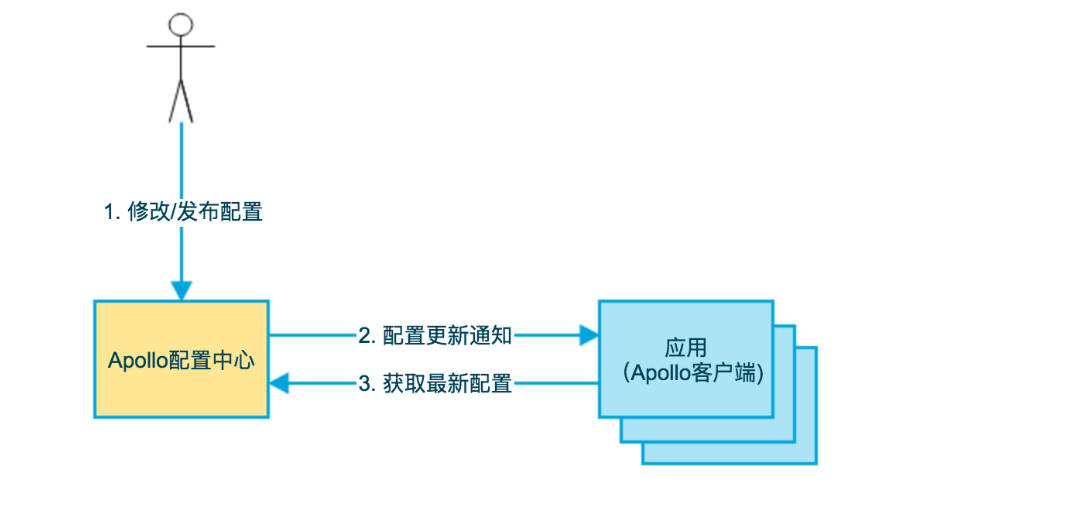 1. 修改/发布配置
Apollo配置中心
2. 配置更新通知
3. 获取最新配置
应用
（Apollo客户端)